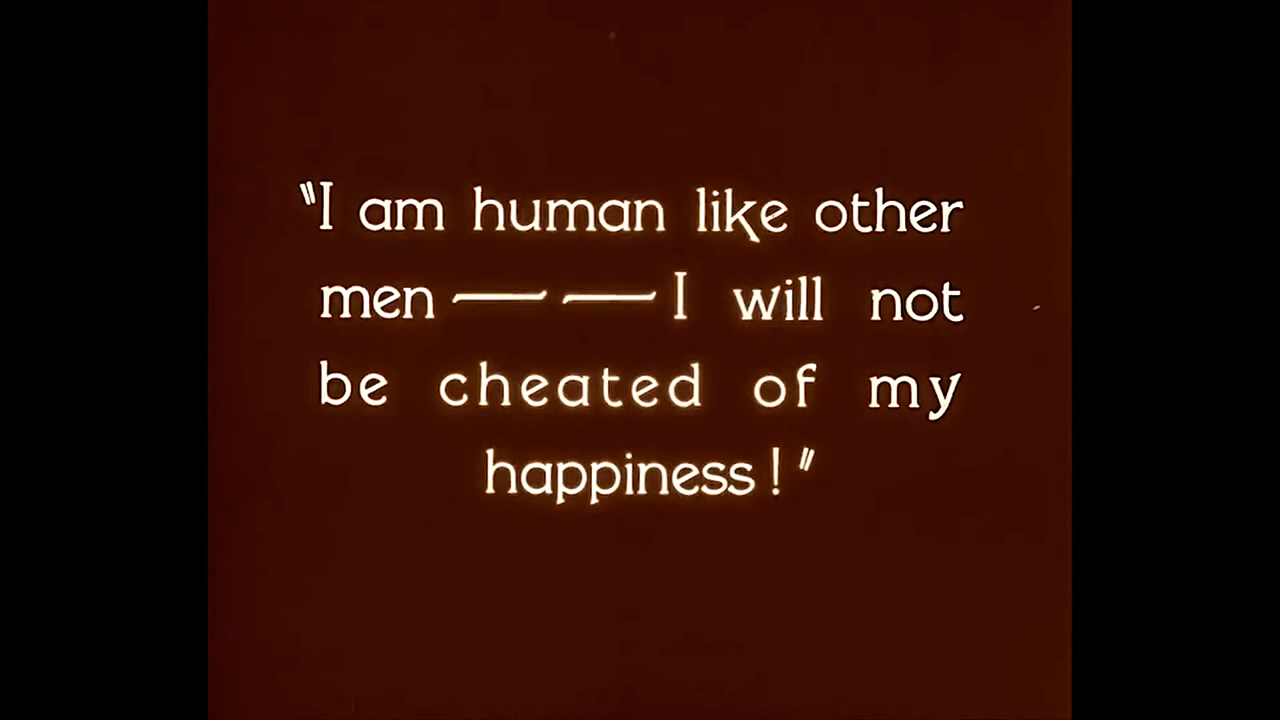 "I am human like other
men — — I will not
be cheated of my
happiness!"